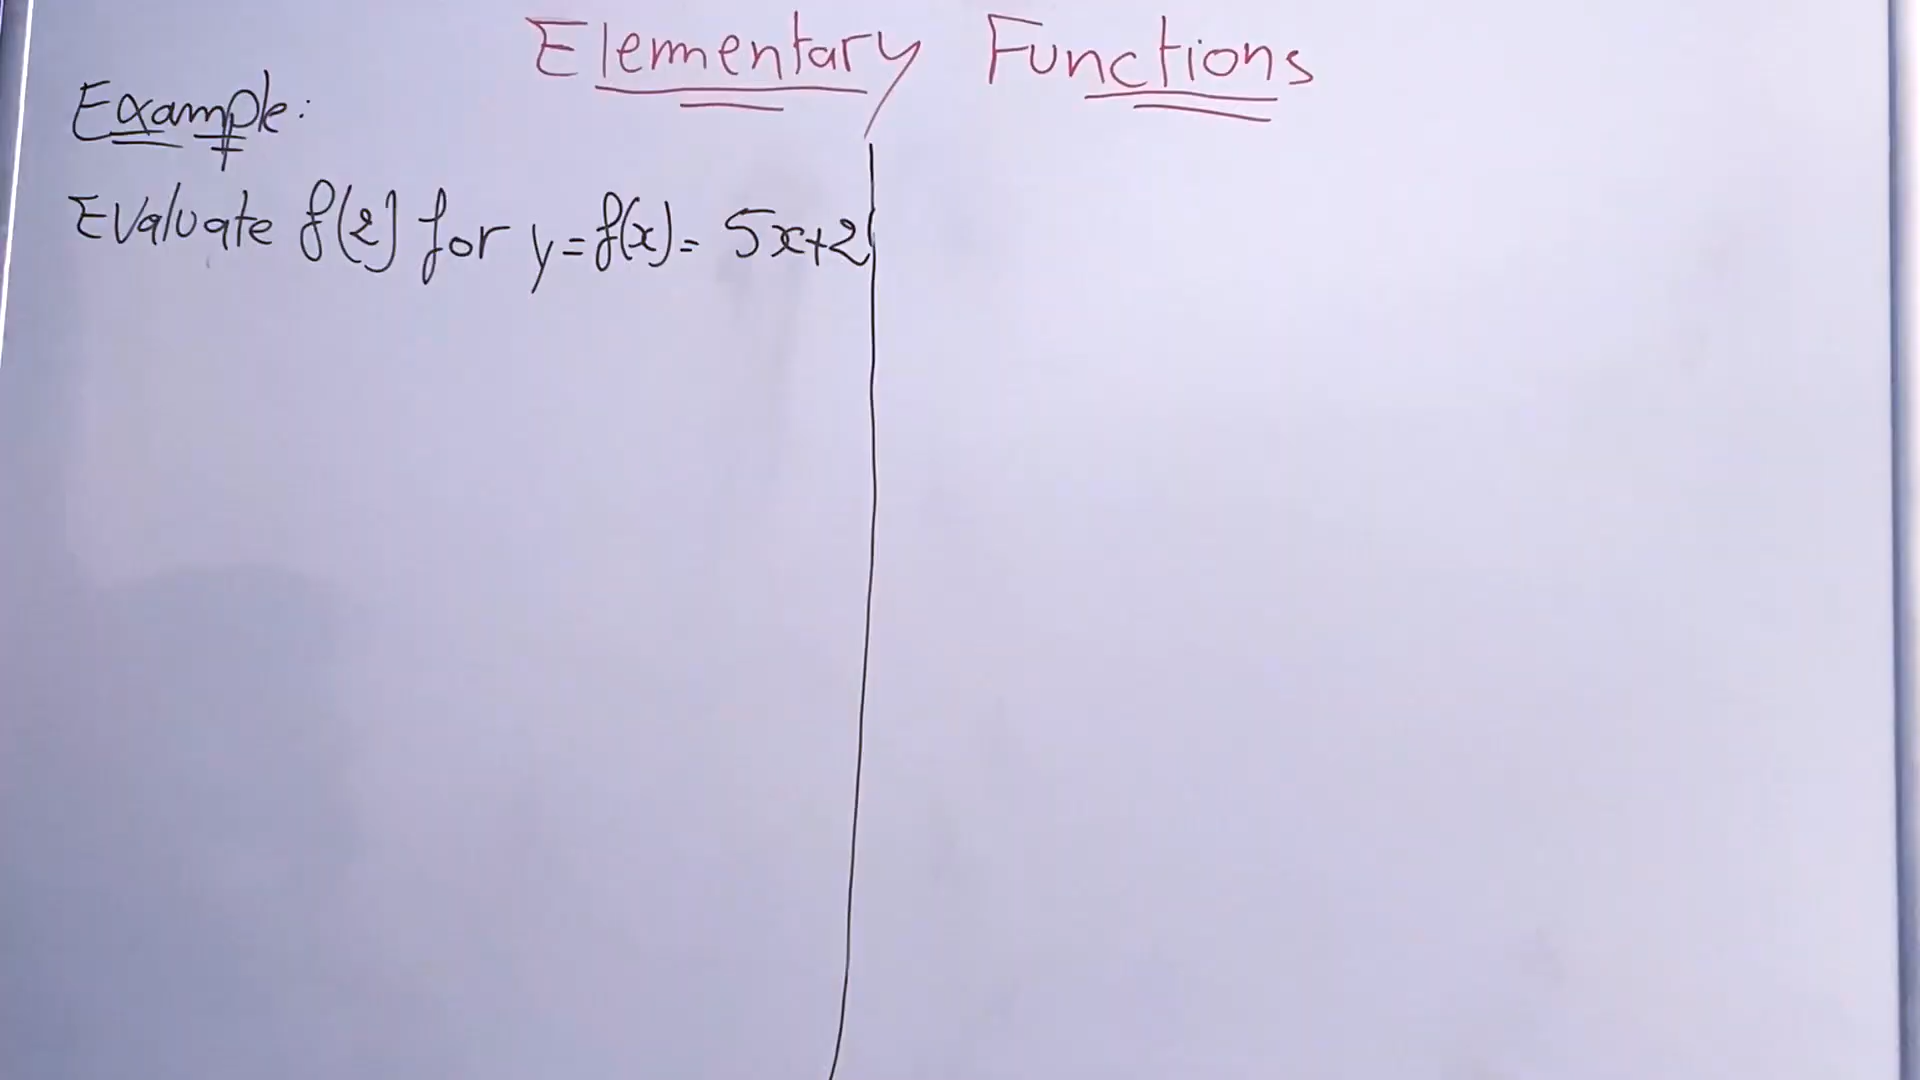 Elementary Functions
Example:
Evaluate f(2) for y=f(x)= 5x+2